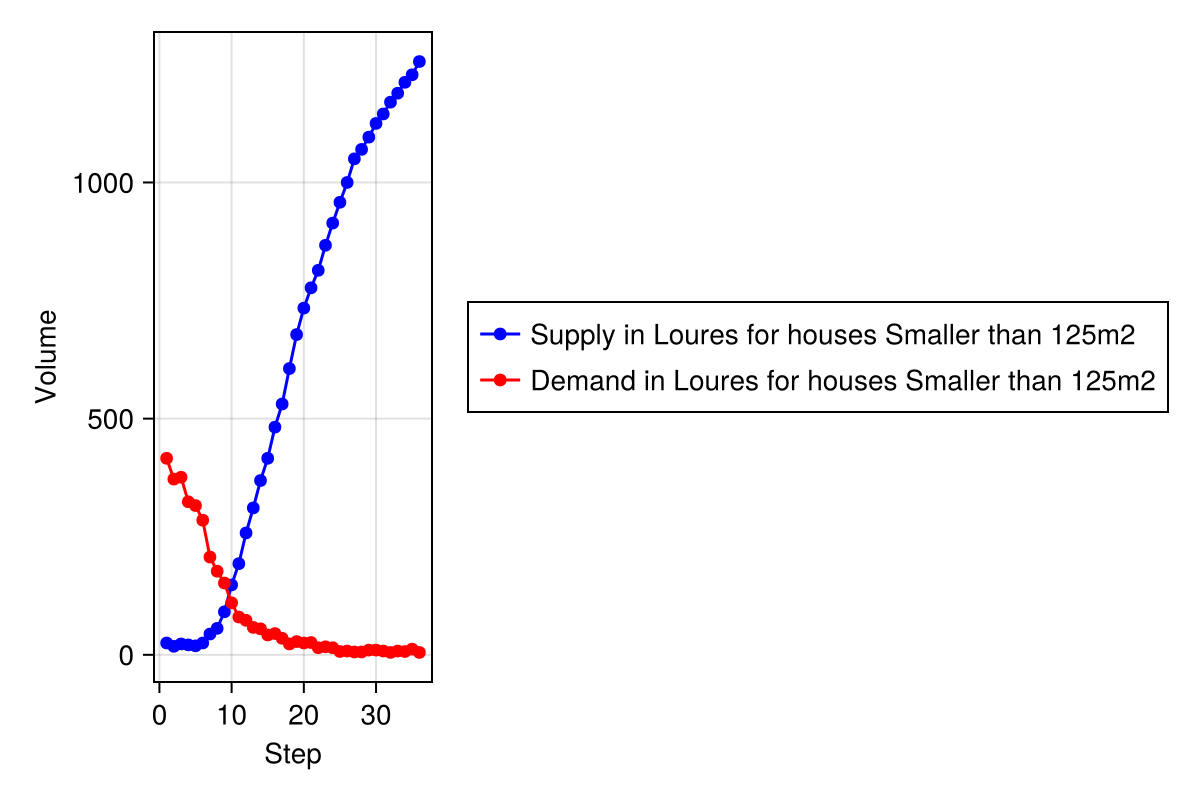 1000
500
0
Volume
0 10 20 30
Step
Supply in Loures for houses Smaller than 125m2
Demand in Loures for houses Smaller than 125m2